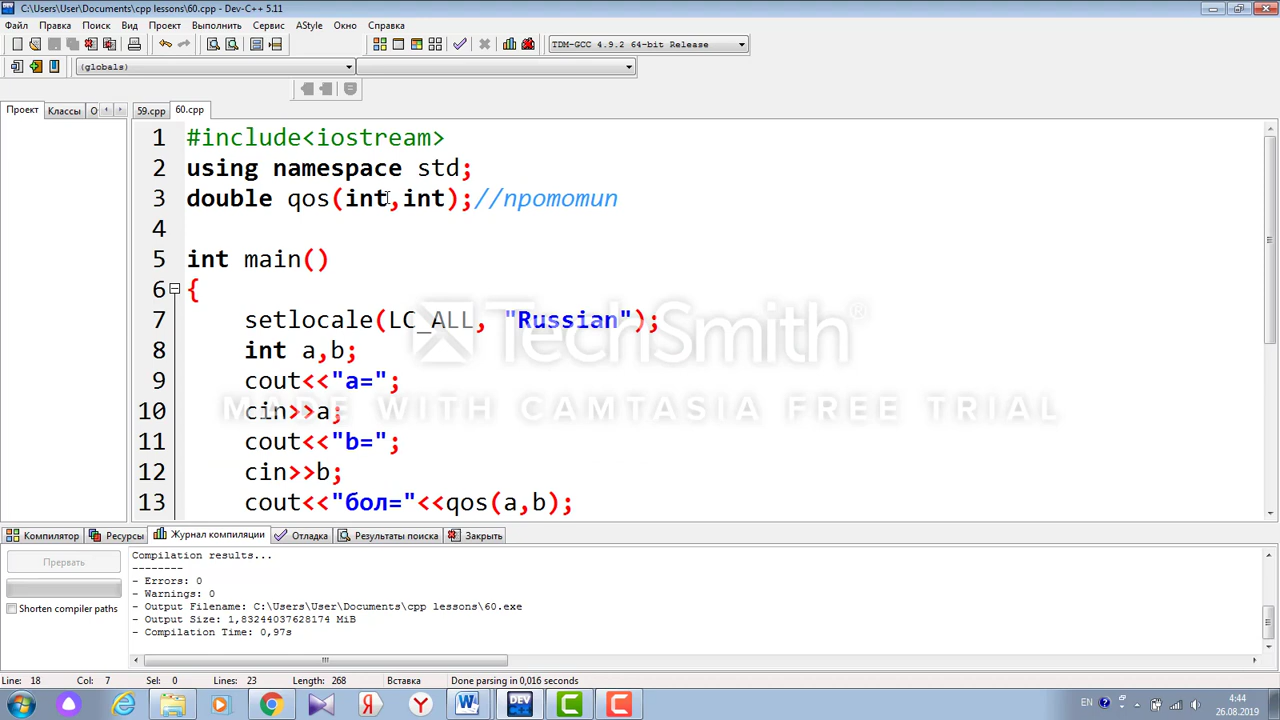 C:\Users\User\Documents\cpp lessons\60.cpp - Dev-C++ 5.11
Файл Правка Поиск Вид Проект Выполнить Сервис AStyle Окно Справка
TDM-GCC 4.9.2 64-bit Release
(globals)
Проект Классы О 59.cpp 60.cpp
1 #include<iostream>
2 using namespace std;
3 double qos(int,int);//прототип
4
5 int main()
6 {
7 setlocale(LC_ALL, "Russian");
8 int a,b;
9 cout<<"a=";
10 cin>>a;
11 cout<<"b=";
12 cin>>b;
13 cout<<"бол="<<qos(a,b);
TechSmith®
MADE WITH CAMTASIA FREE TRIAL
Компилятор Ресурсы Журнал компиляции Отладка Результаты поиска Закрыть
Прервать
Shorten compiler paths
Compilation results...
--------
- Errors: 0
- Warnings: 0
- Output Filename: C:\Users\User\Documents\cpp lessons\60.exe
- Output Size: 1,83244037628174 MiB
- Compilation Time: 0,97s
Line: 18 Col: 7 Sel: 0 Lines: 23 Length: 268 Вставка Done parsing in 0,016 seconds
EN 4:44
26.08.2019